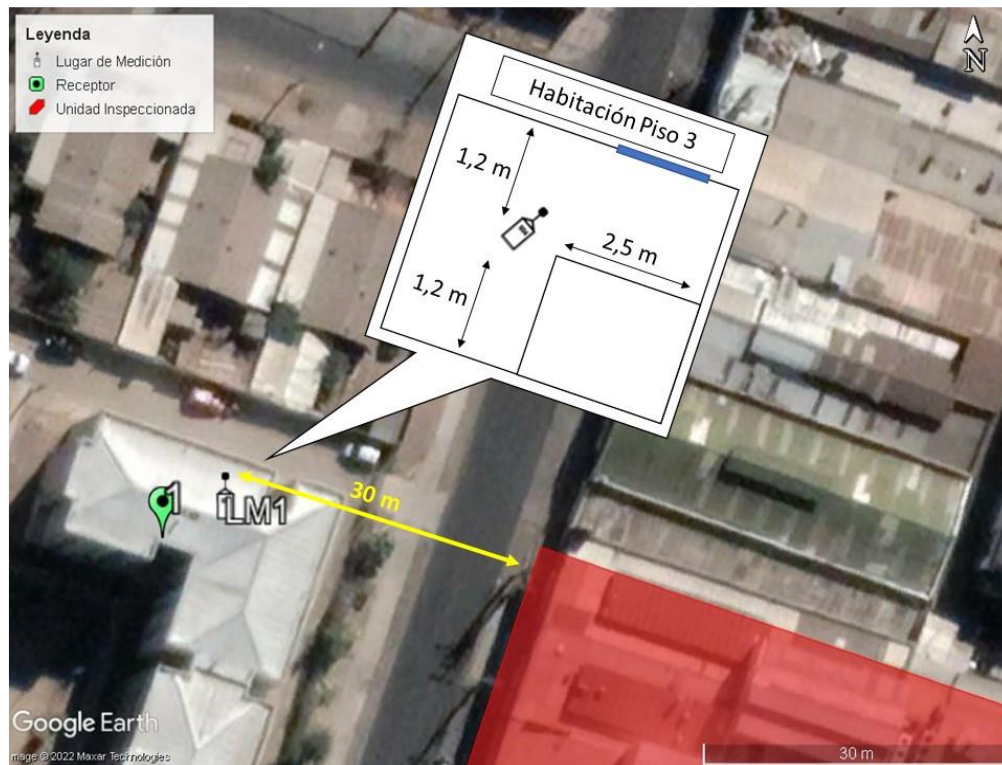 Leyenda
Lugar de Medición
Receptor
Unidad Inspeccionada
N
Habitación Piso 3
1,2 m
2,5 m
1,2 m
30 m
1
LM1
Google Earth
mage © 2022 Maxar Technologies
30 m